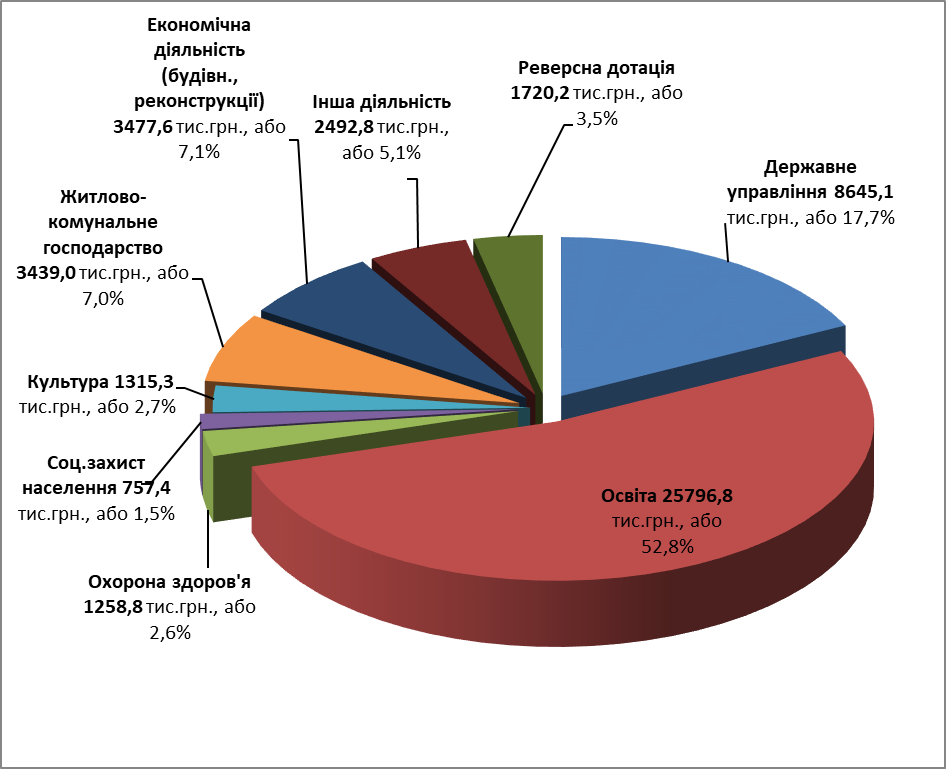 Економічна
діяльність
(будівн.,
реконструкції)
3477,6 тис.грн., або
7,1%
Інша діяльність
2492,8 тис.грн.,
або 5,1%
Реверсна дотація
1720,2 тис.грн., або
3,5%
Державне
управління 8645,1
тис.грн., або 17,7%
Житлово-
комунальне
господарство
3439,0 тис.грн., або
7,0%
Культура 1315,3
тис.грн., або 2,7%
Соц.захист
населення 757,4
тис.грн., або 1,5%
Охорона здоров'я
1258,8 тис.грн., або
2,6%
Освіта 25796,8
тис.грн., або
52,8%